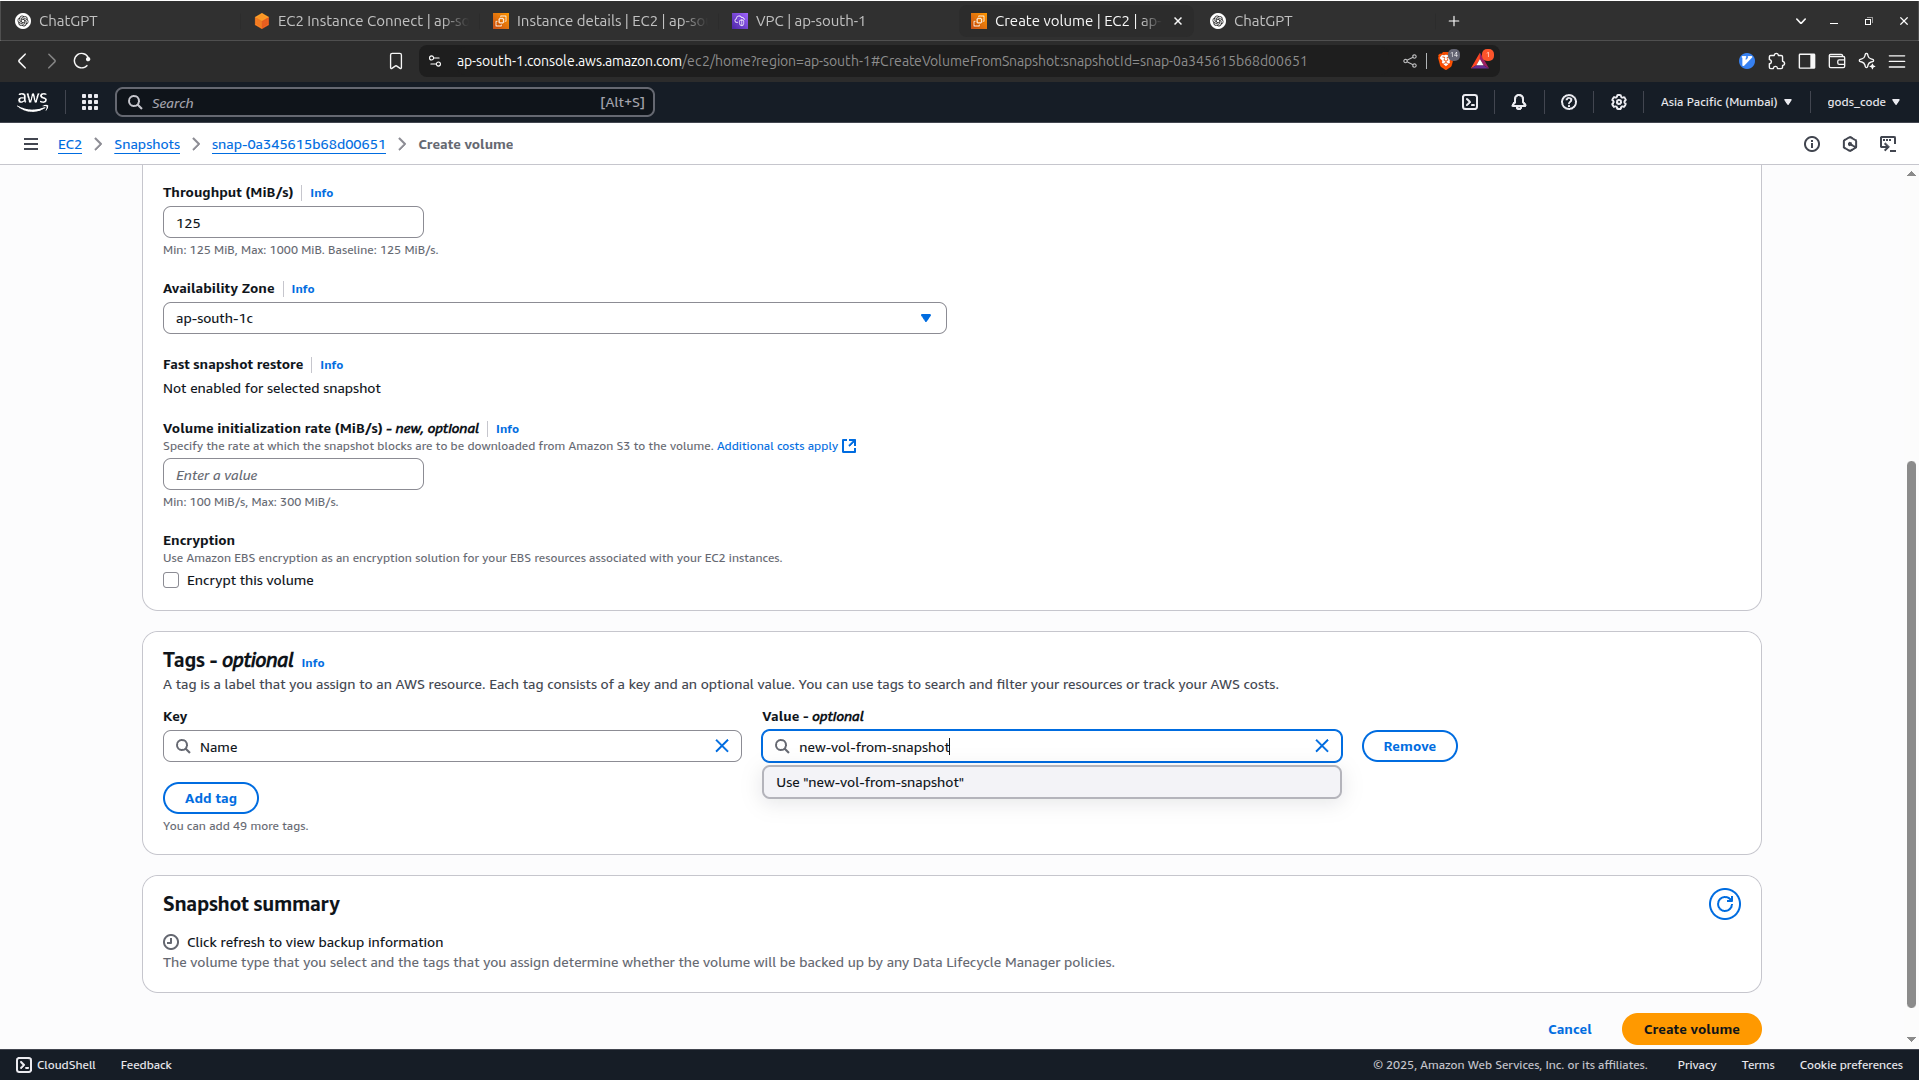 ChatGPT
EC2 Instance Connect | ap-so
Instance details | EC2 | ap-so
VPC | ap-south-1
Create volume | EC2 | ap-
ChatGPT
ap-south-1.console.aws.amazon.com/ec2/home?region=ap-south-1#CreateVolumeFromSnapshot:snapshotId=snap-0a345615b68d00651
14
1
aws
Search
[Alt+S]
Asia Pacific (Mumbai)
gods_code
EC2
Snapshots
snap-0a345615b68d00651
Create volume
Throughput (MiB/s)
Info
125
Min: 125 MiB, Max: 1000 MiB. Baseline: 125 MiB/s.
Availability Zone
Info
ap-south-1c
Fast snapshot restore
Info
Not enabled for selected snapshot
Volume initialization rate (MiB/s) - new, optional
Info
Specify the rate at which the snapshot blocks are to be downloaded from Amazon S3 to the volume. Additional costs apply
Enter a value
Min: 100 MiB/s, Max: 300 MiB/s.
Encryption
Use Amazon EBS encryption as an encryption solution for your EBS resources associated with your EC2 instances.
Encrypt this volume
Tags - optional
Info
A tag is a label that you assign to an AWS resource. Each tag consists of a key and an optional value. You can use tags to search and filter your resources or track your AWS costs.
Key
Value - optional
Name
new-vol-from-snapshot
Remove
Use "new-vol-from-snapshot"
Add tag
You can add 49 more tags.
Snapshot summary
Click refresh to view backup information
The volume type that you select and the tags that you assign determine whether the volume will be backed up by any Data Lifecycle Manager policies.
Cancel
Create volume
CloudShell
Feedback
© 2025, Amazon Web Services, Inc. or its affiliates.
Privacy
Terms
Cookie preferences